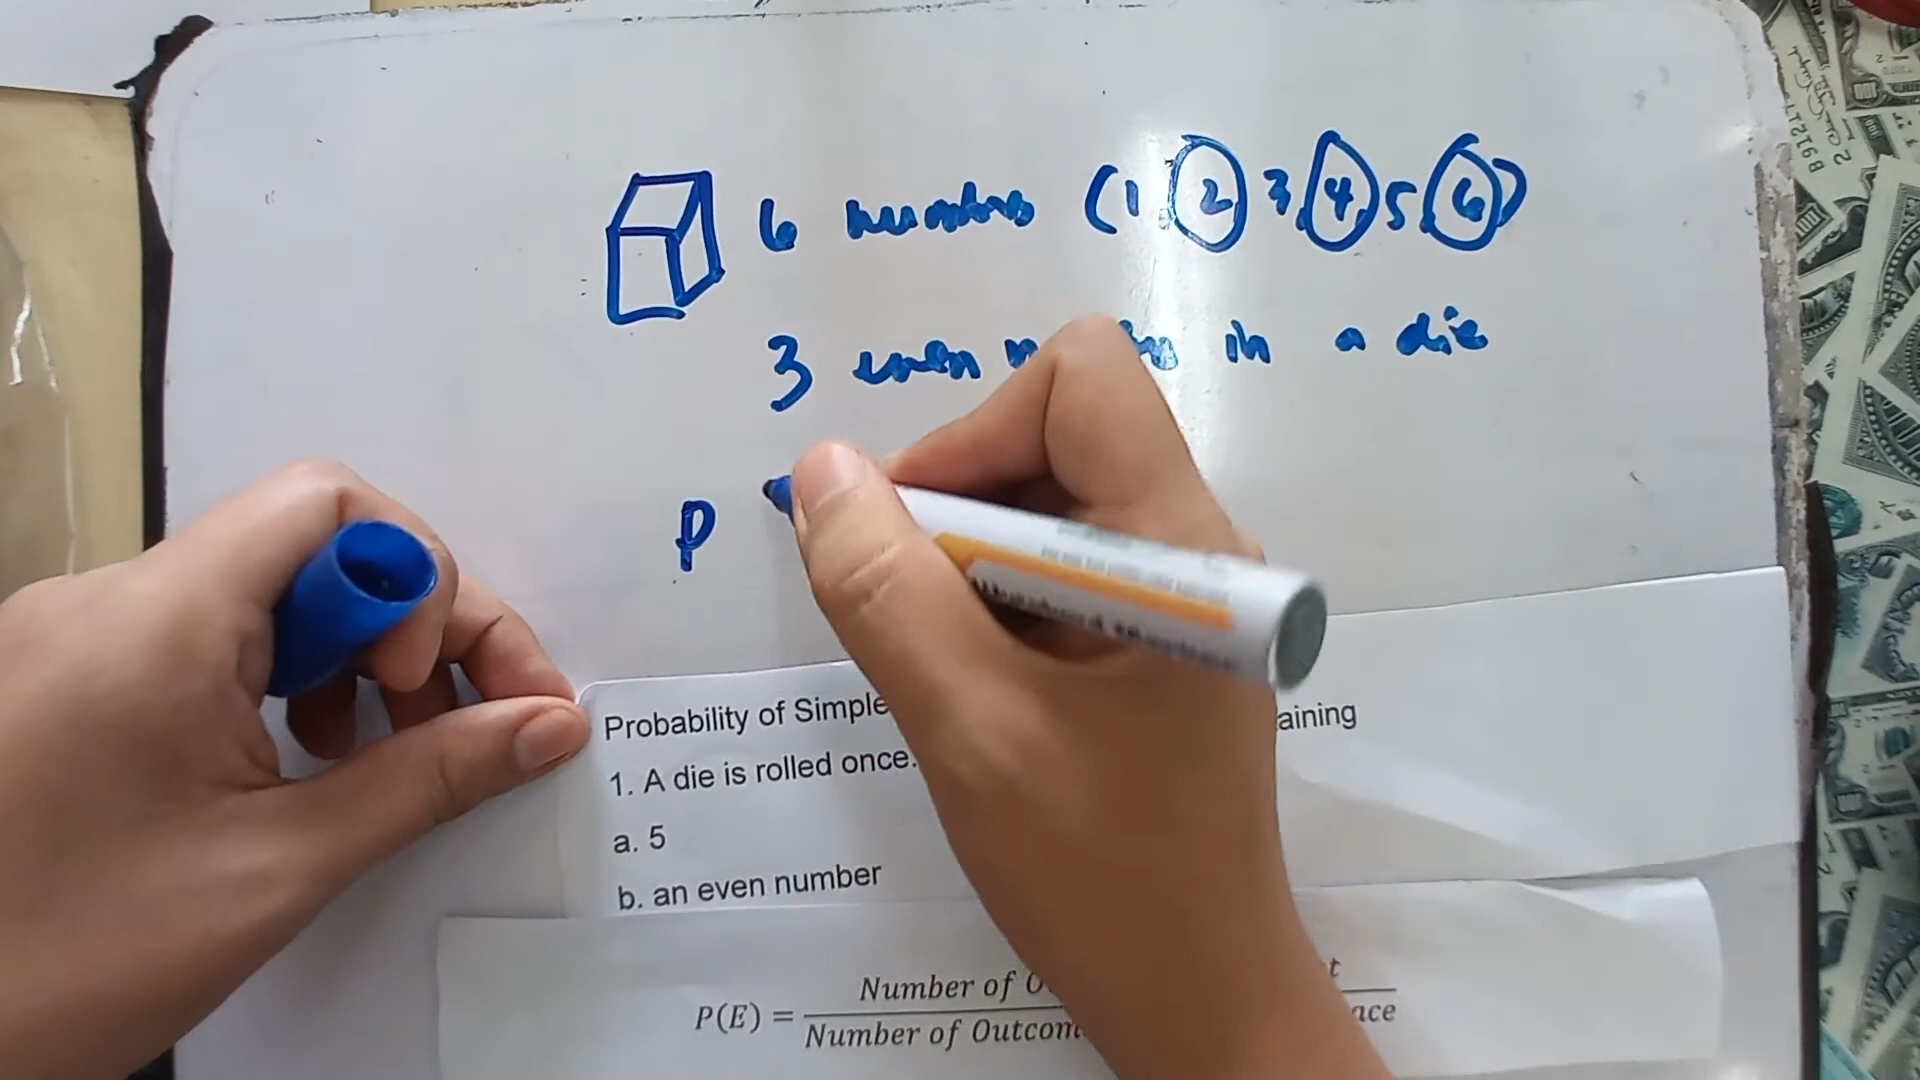 6 numbers (1, 2 3, 4, 5 6)
3 even in a die
P
Probability of Simple aining
1. A die is rolled once.
a. 5
b. an even number
P(E) = Number of O t
Number of Outcom nce